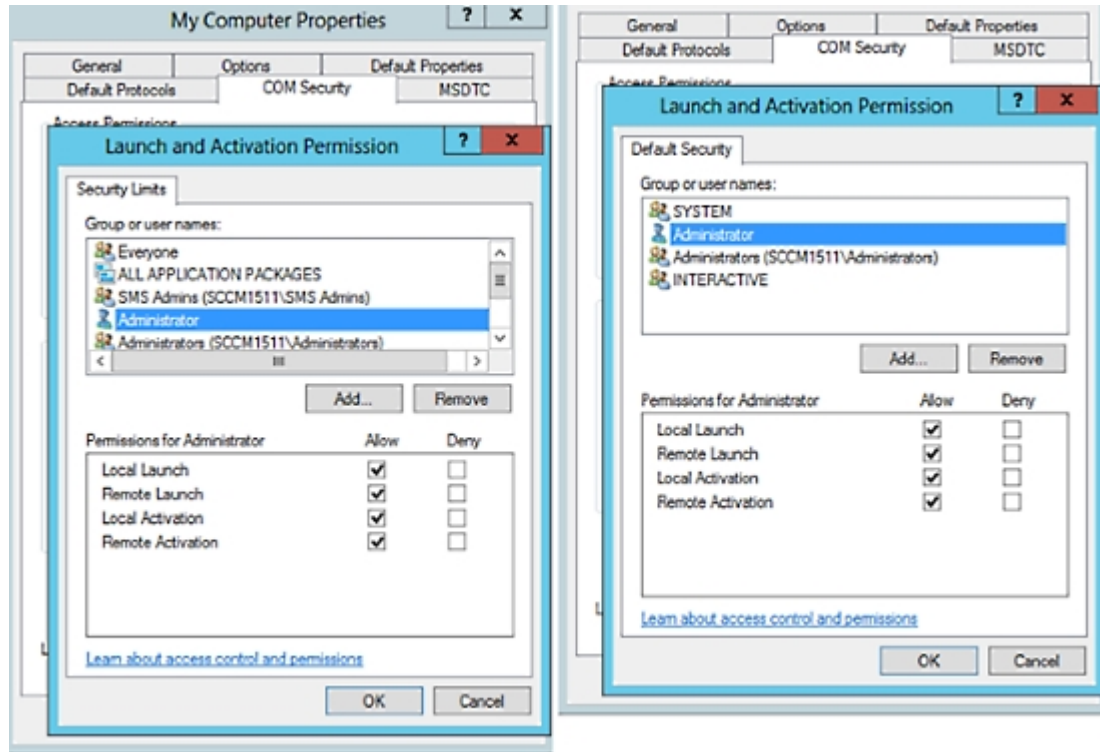 My Computer Properties ? x
General Options Default Properties
Default Protocols COM Security MSDTC
Access Permissions
Launch and Activation Permission ? x
Security Limits
Group or user names:
Everyone
ALL APPLICATION PACKAGES
SMS Admins (SCCM1511\SMS Admins)
Administrator
Administrators (SCCM1511\Administrators)
Add... Remove
Permissions for Administrator Allow Deny
Local Launch
Remote Launch
Local Activation
Remote Activation
Learn about access control and permissions
OK Cancel
General Options Default Properties
Default Protocols COM Security MSDTC
Access Permissions
Launch and Activation Permission ? x
Default Security
Group or user names:
SYSTEM
Administrator
Administrators (SCCM1511\Administrators)
INTERACTIVE
Add... Remove
Permissions for Administrator Allow Deny
Local Launch
Remote Launch
Local Activation
Remote Activation
Learn about access control and permissions
OK Cancel